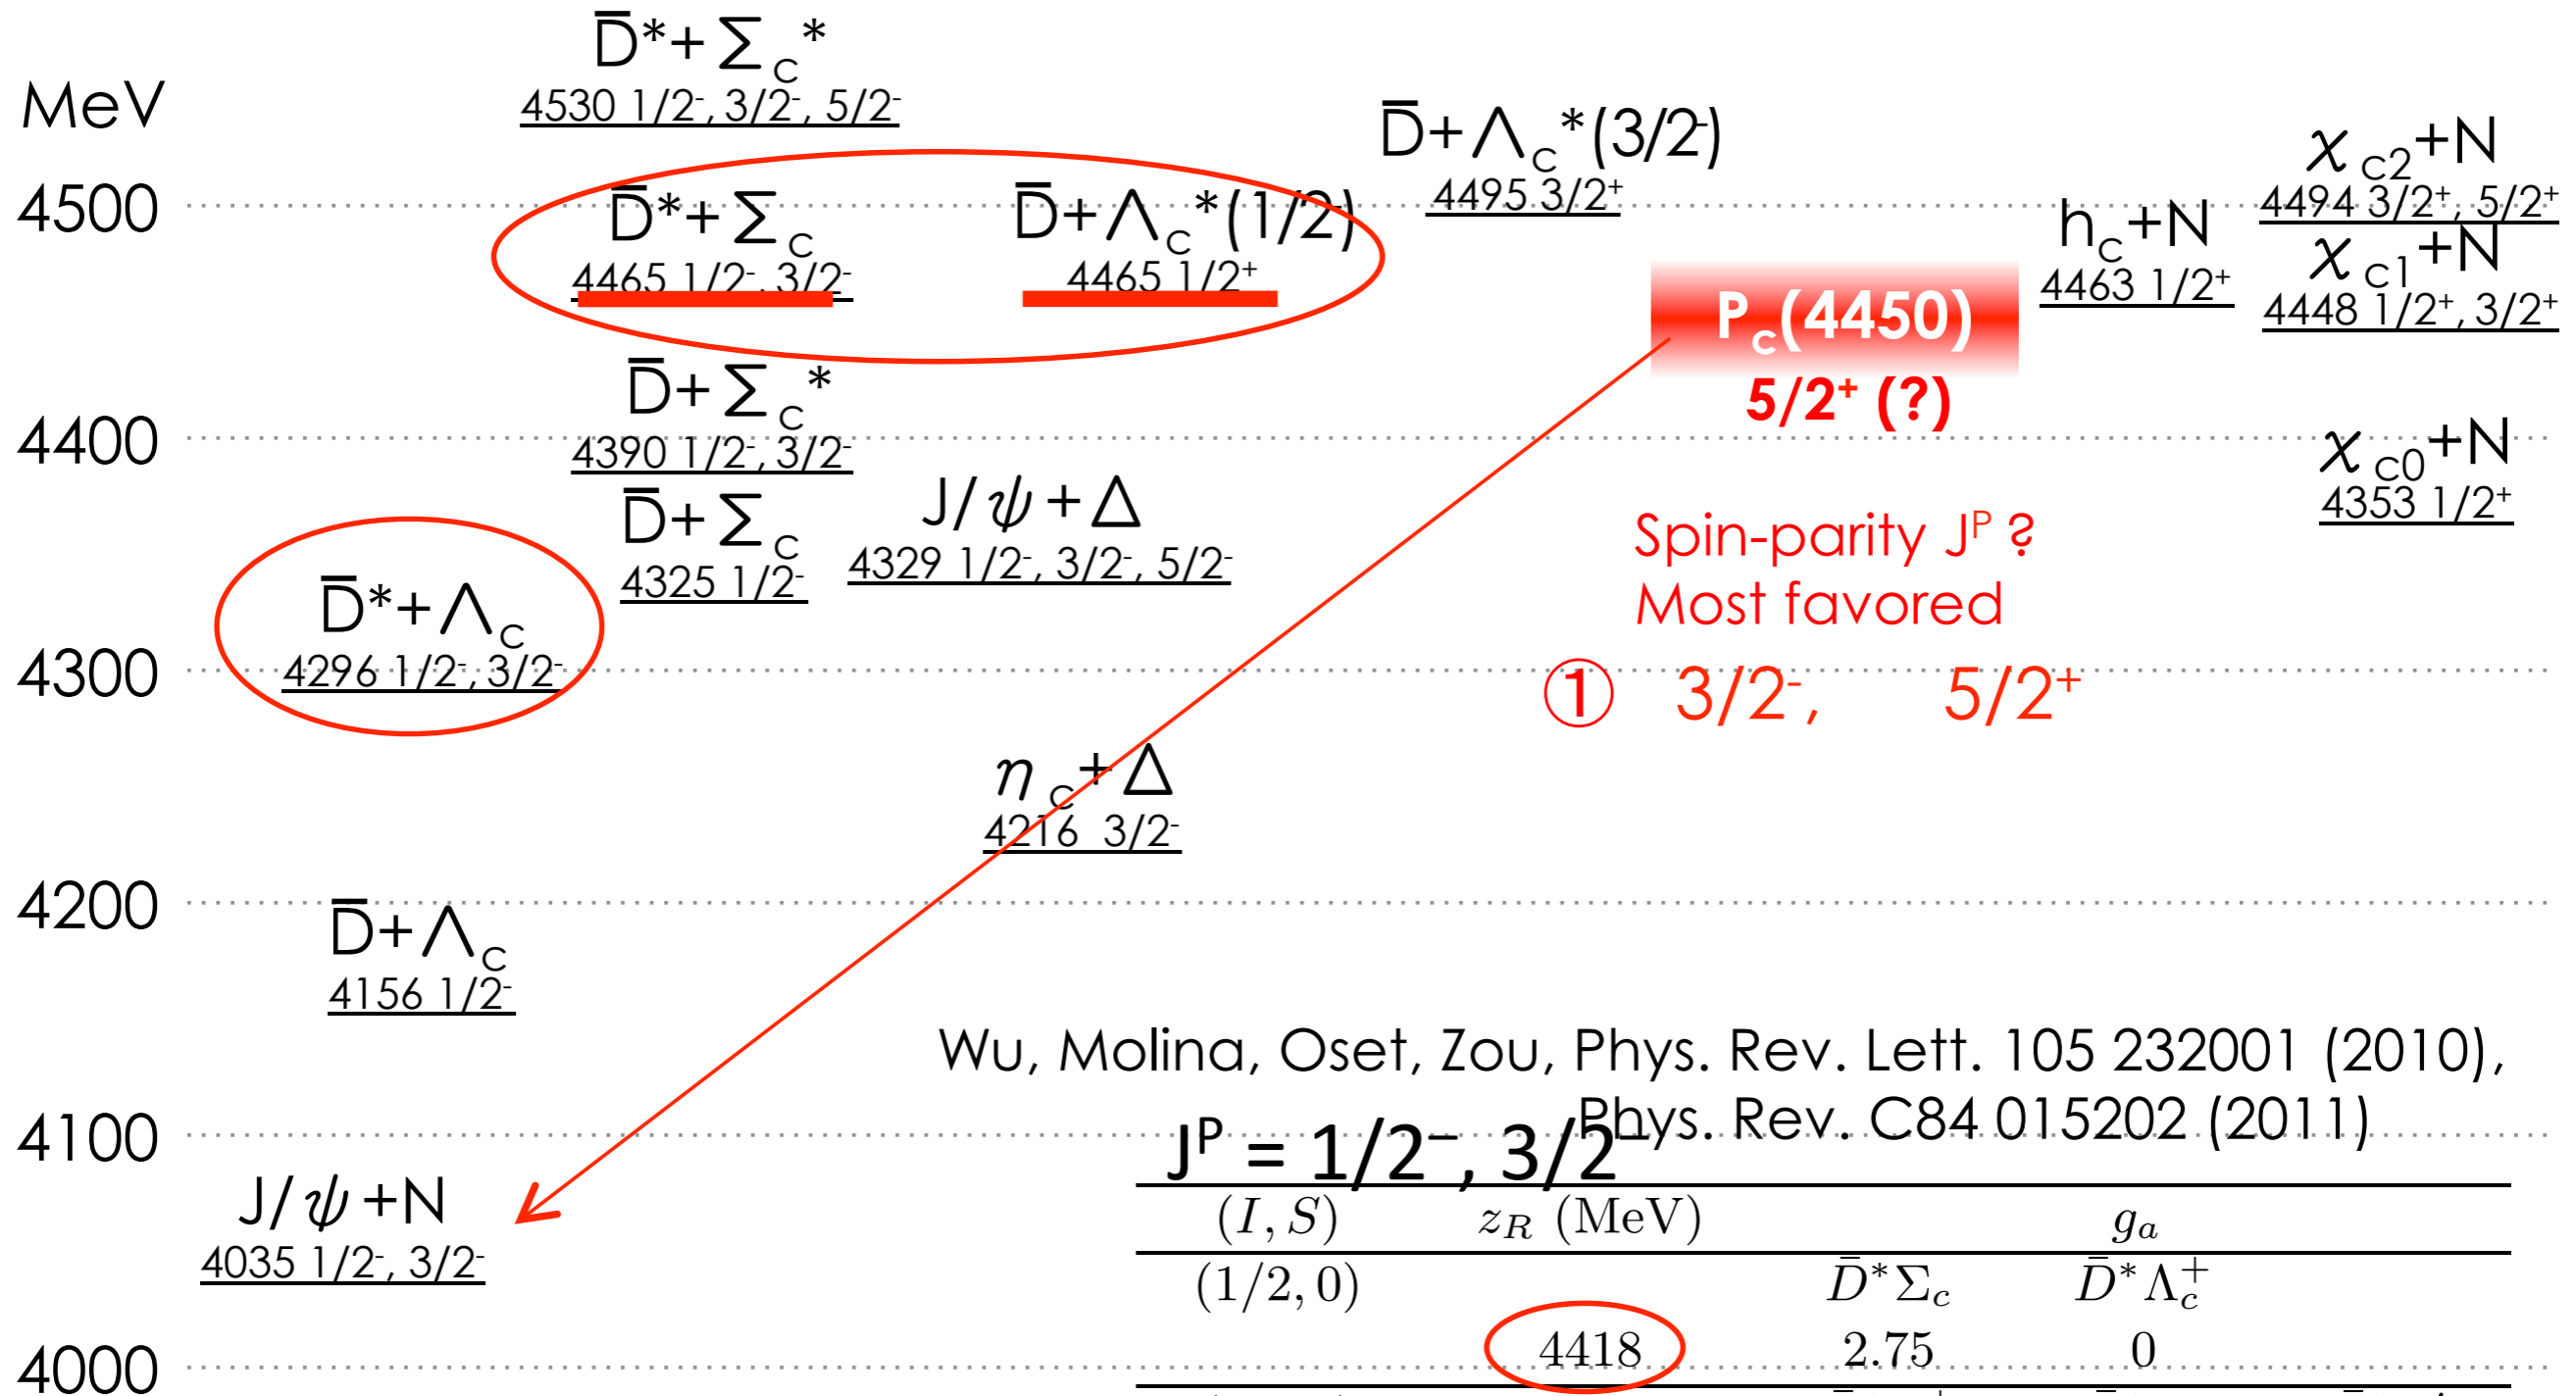 MeV
D̄*+Σc*
4530 1/2⁻, 3/2⁻, 5/2⁻
D̄+Λc*(3/2⁻)
4495 3/2⁺
χc2+N
4494 3/2⁺, 5/2⁺
4500
D̄*+Σc
4465 1/2⁻, 3/2⁻
D̄+Λc*(1/2)
4465 1/2⁺
hc+N
4463 1/2⁺
χc1+N
4448 1/2⁺, 3/2⁺
Pc(4450)
5/2⁺ (?)
D̄+Σc*
4390 1/2⁻, 3/2⁻
4400
χc0+N
4353 1/2⁺
D̄+Σc
4325 1/2⁻
J/ψ+Δ
4329 1/2⁻, 3/2⁻, 5/2⁻
Spin-parity Jᴾ ?
Most favored
① 3/2⁻, 5/2⁺
D̄*+Λc
4296 1/2⁻, 3/2⁻
4300
ηc+Δ
4216 3/2⁻
4200
D̄+Λc
4156 1/2⁻
Wu, Molina, Oset, Zou, Phys. Rev. Lett. 105 232001 (2010),
Phys. Rev. C84 015202 (2011)
4100
Jᴾ = 1/2⁻, 3/2⁻
J/ψ+N
4035 1/2⁻, 3/2⁻
(I, S) zR (MeV) ga
(1/2, 0) D̄*Σc D̄*Λc⁺
4418 2.75 0
4000